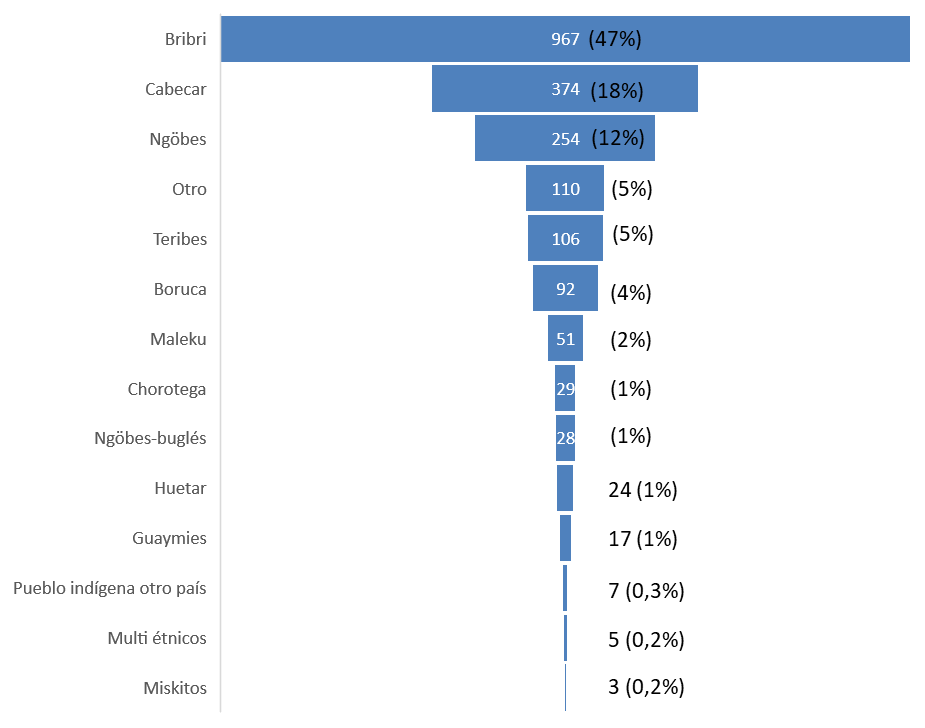 Bribri 967 (47%)
Cabecar 374 (18%)
Ngöbes 254 (12%)
Otro 110 (5%)
Teribes 106 (5%)
Boruca 92 (4%)
Maleku 51 (2%)
Chorotega 29 (1%)
Ngöbes-buglés 28 (1%)
Huetar 24 (1%)
Guaymies 17 (1%)
Pueblo indígena otro país 7 (0,3%)
Multi étnicos 5 (0,2%)
Miskitos 3 (0,2%)